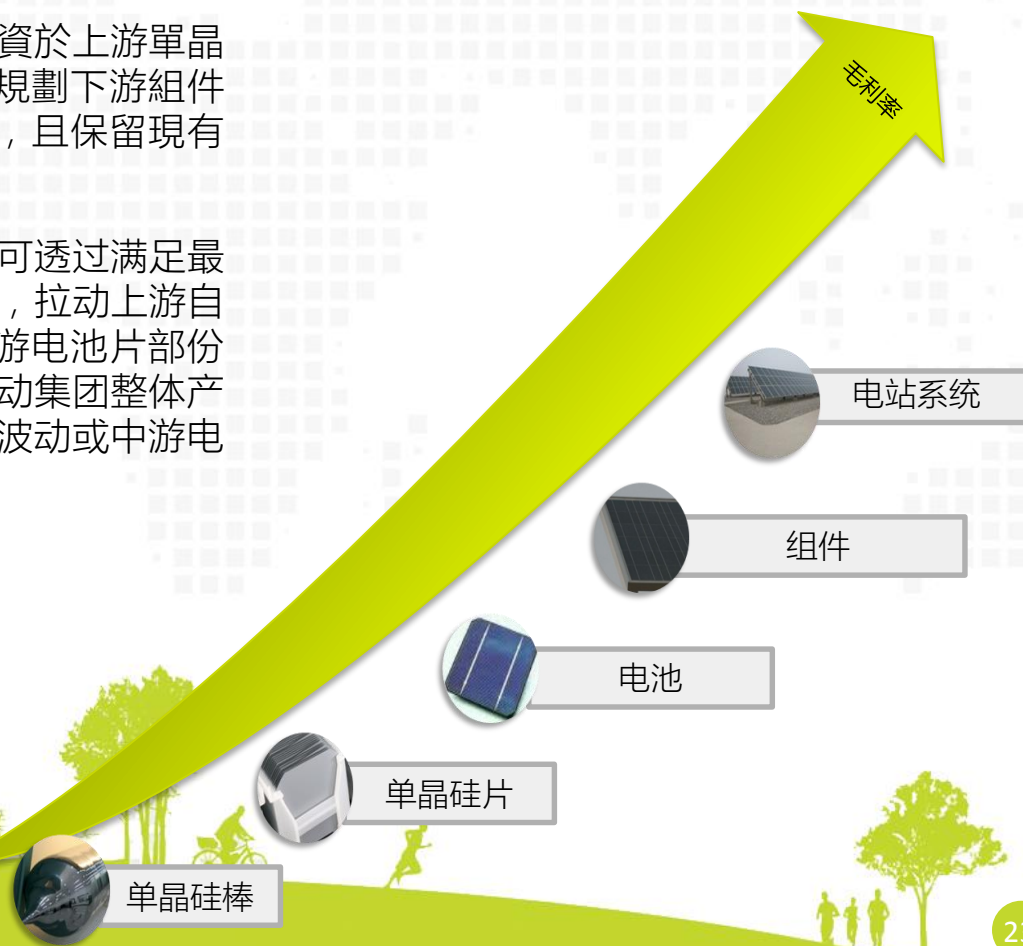 資於上游單晶
規劃下游組件
，且保留現有
可透过满足最
，拉动上游自
游电池片部份
动集团整体产
波动或中游电
毛利率
电站系统
组件
电池
单晶硅片
单晶硅棒